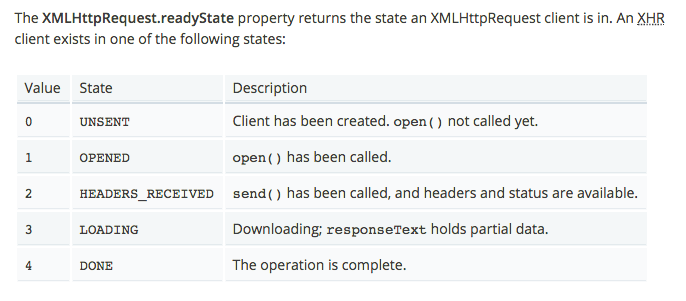 The XMLHttpRequest.readyState property returns the state an XMLHttpRequest client is in. An XHR
client exists in one of the following states:
Value State Description
0 UNSENT Client has been created. open() not called yet.
1 OPENED open() has been called.
2 HEADERS_RECEIVED send() has been called, and headers and status are available.
3 LOADING Downloading; responseText holds partial data.
4 DONE The operation is complete.